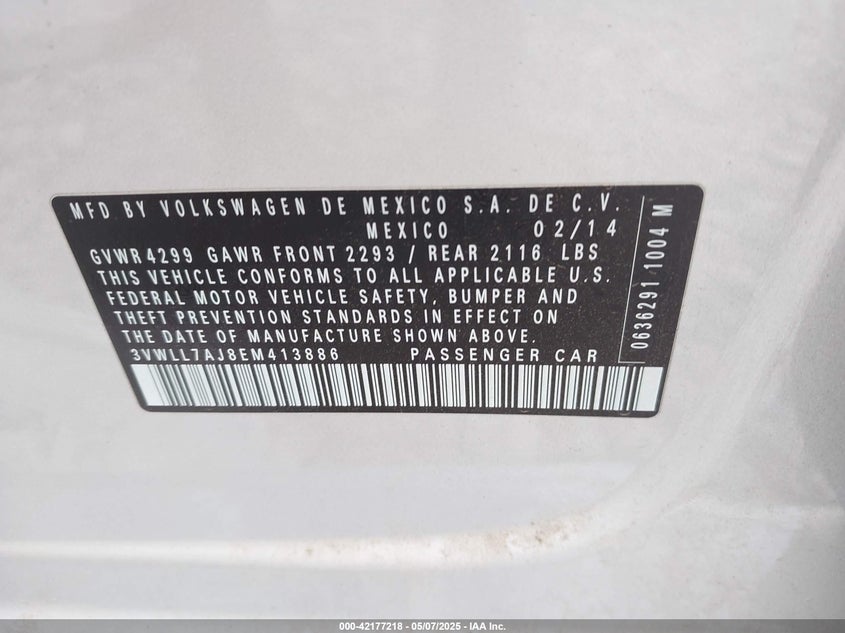 MFD BY VOLKSWAGEN DE MEXICO S.A. DE C.V.
MEXICO 02/14
GVWR 4299 GAWR FRONT 2293 / REAR 2116 LBS
THIS VEHICLE CONFORMS TO ALL APPLICABLE U.S.
FEDERAL MOTOR VEHICLE SAFETY, BUMPER AND
THEFT PREVENTION STANDARDS IN EFFECT ON
THE DATE OF MANUFACTURE SHOWN ABOVE.
3VWLL7AJ8EM413886 PASSENGER CAR
0636291 1004 M
000-42177218 - 05/07/2025 - IAA Inc.